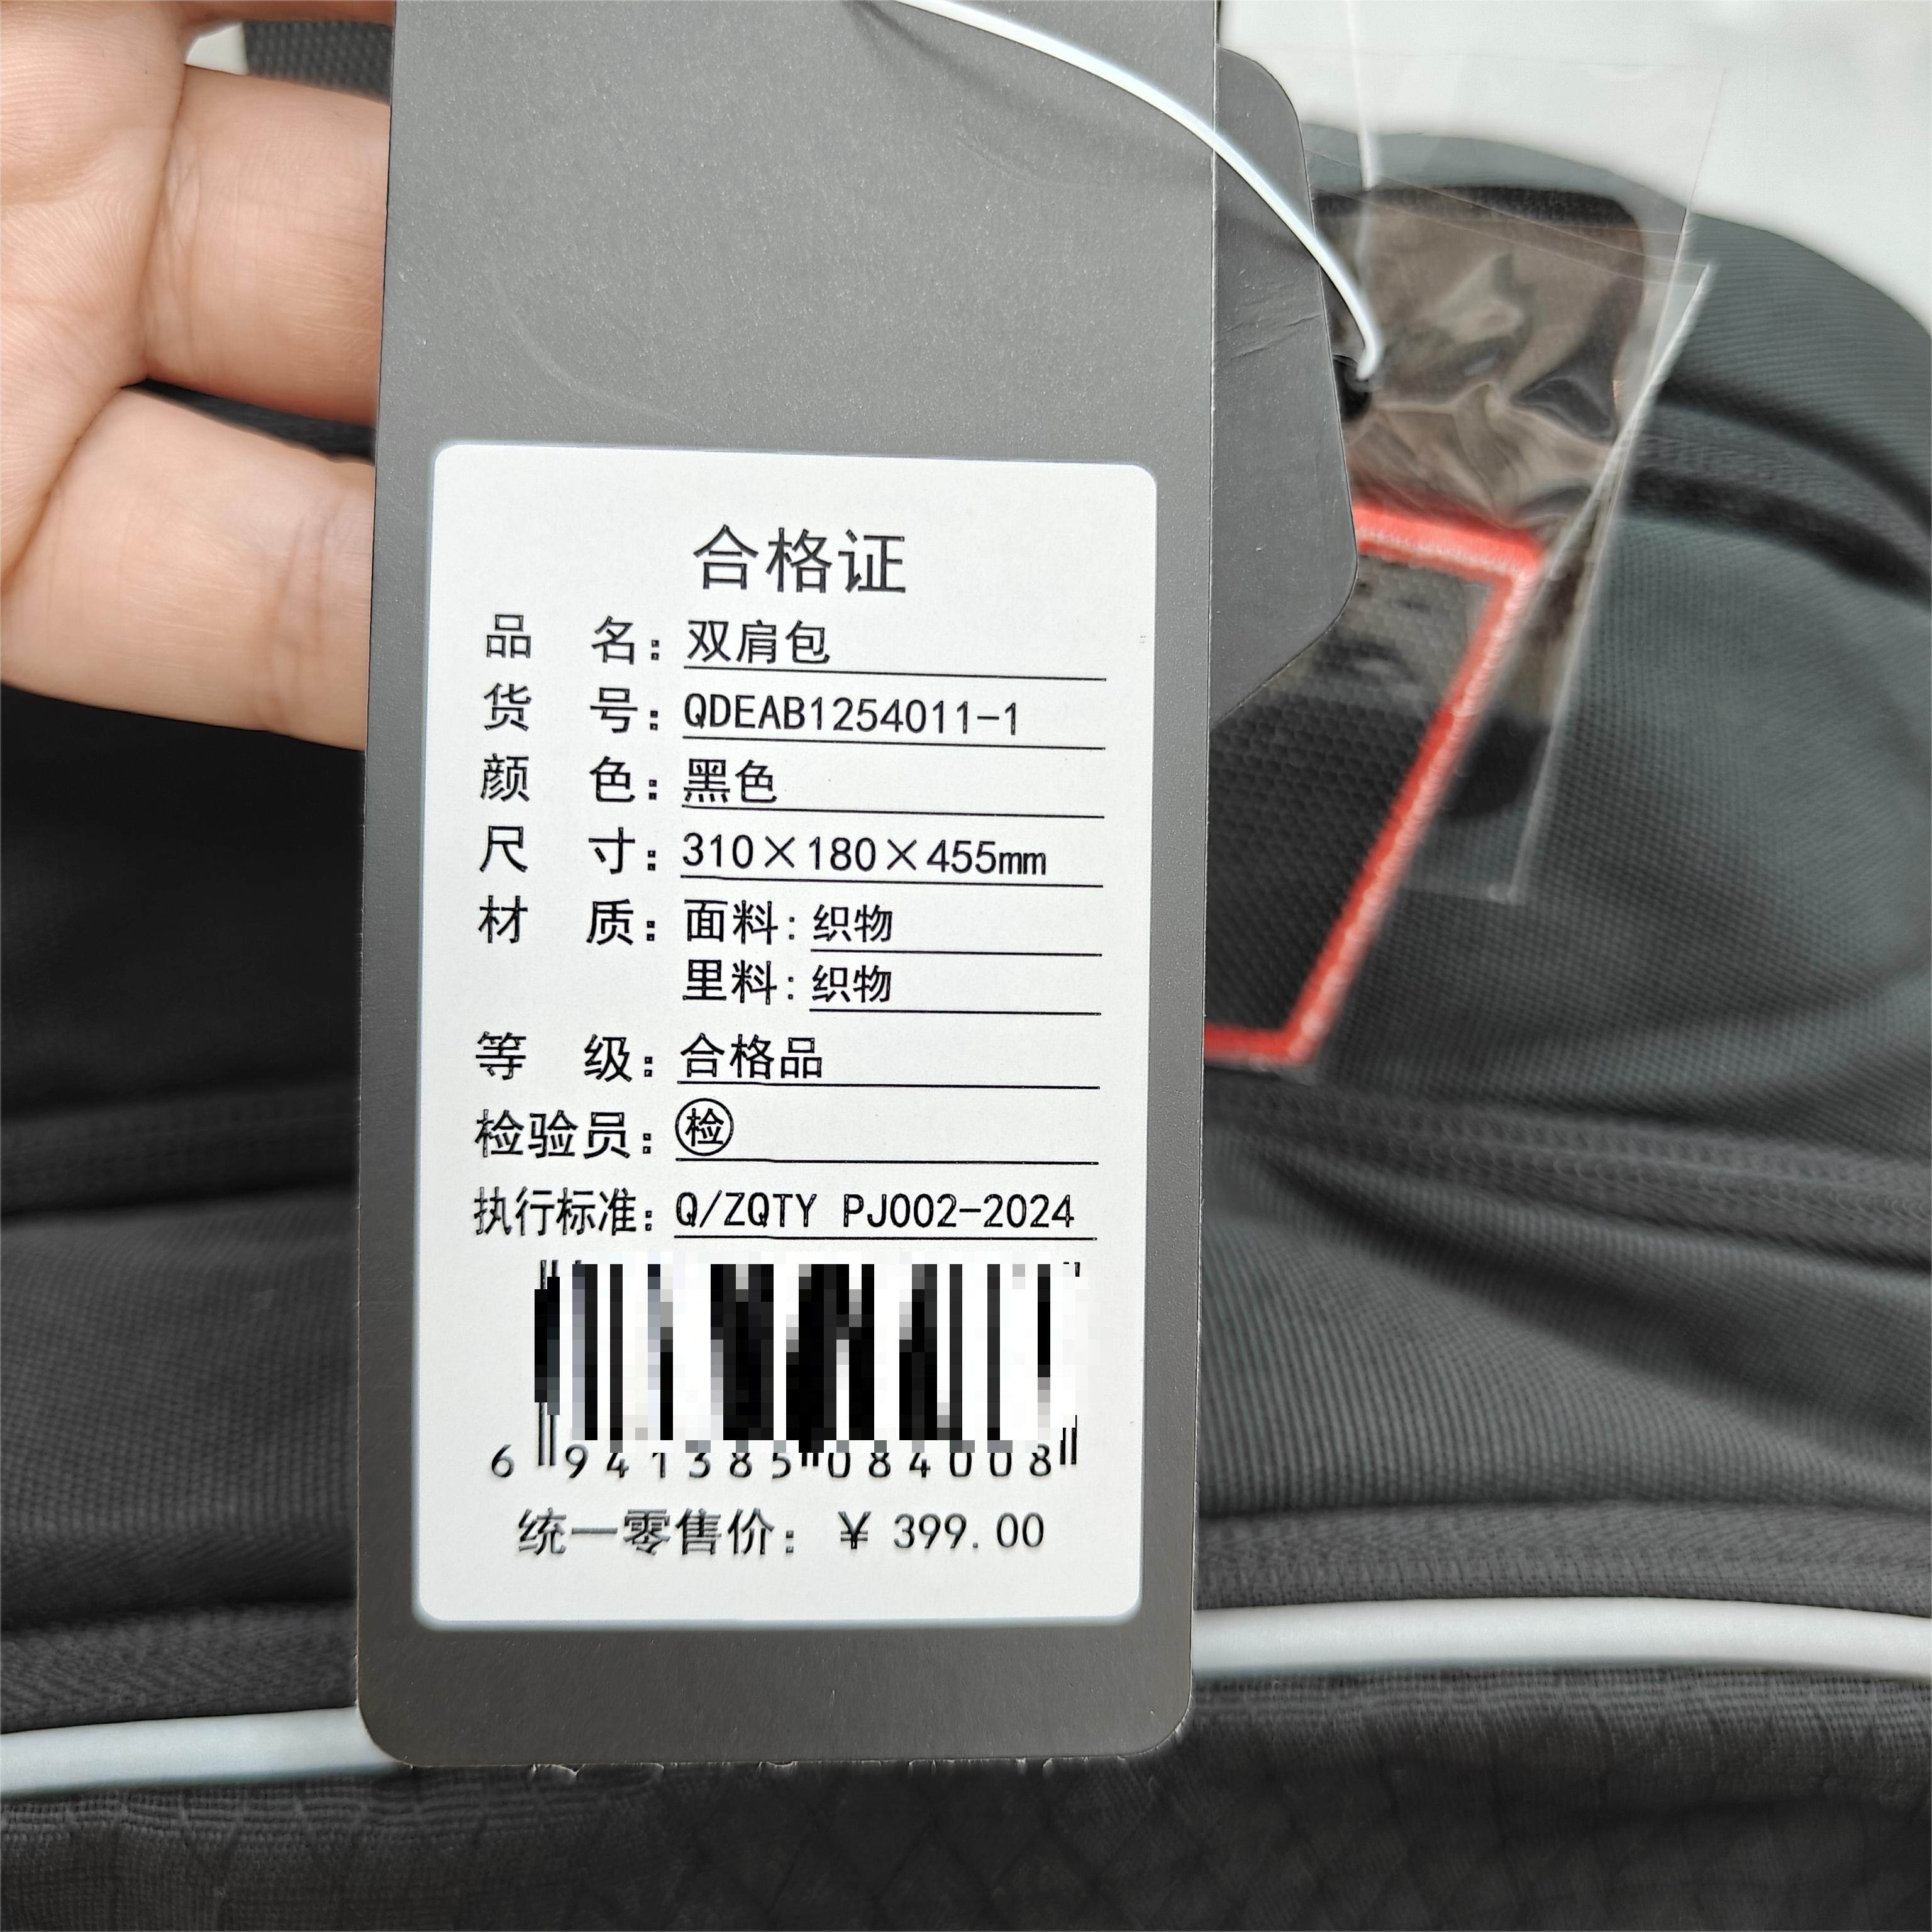 合格证
品 名：双肩包
货 号：QDEAB1254011-1
颜 色：黑色
尺 寸：310×180×455mm
材 质：面料：织物
里料：织物
等 级：合格品
检验员：检
执行标准：Q/ZQTY PJ002-2024
6 941385 084008
统一零售价：¥ 399.00